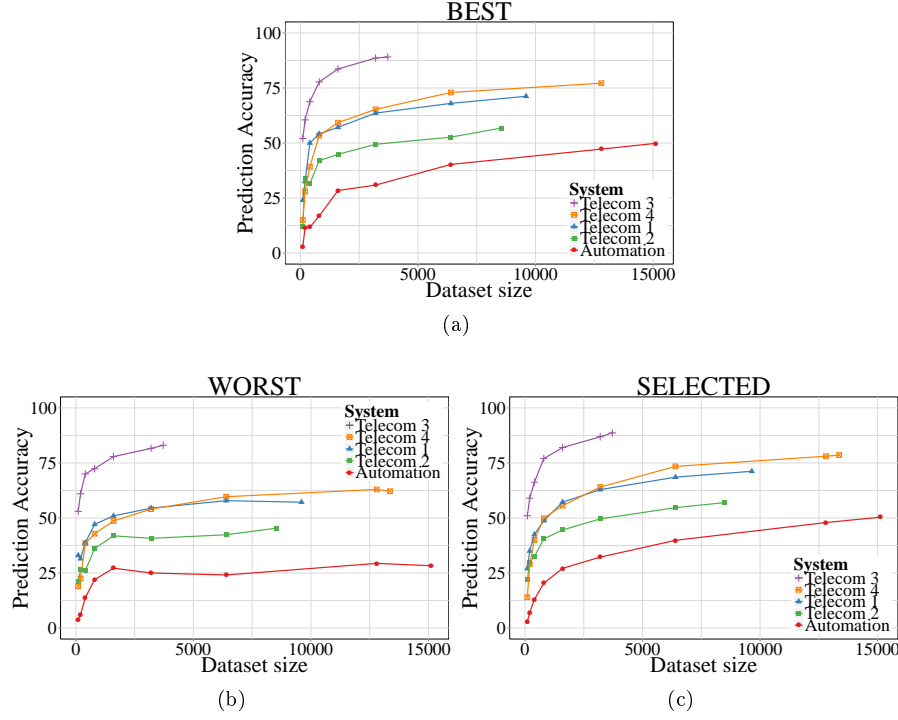 BEST
100
75
50
25
0
Prediction Accuracy
System
Telecom 3
Telecom 4
Telecom 1
Telecom 2
Automation
0 5000 10000 15000
Dataset size
(a)
WORST
100
75
50
25
0
Prediction Accuracy
System
Telecom 3
Telecom 4
Telecom 1
Telecom 2
Automation
0 5000 10000 15000
Dataset size
(b)
SELECTED
100
75
50
25
0
Prediction Accuracy
System
Telecom 3
Telecom 4
Telecom 1
Telecom 2
Automation
0 5000 10000 15000
Dataset size
(c)